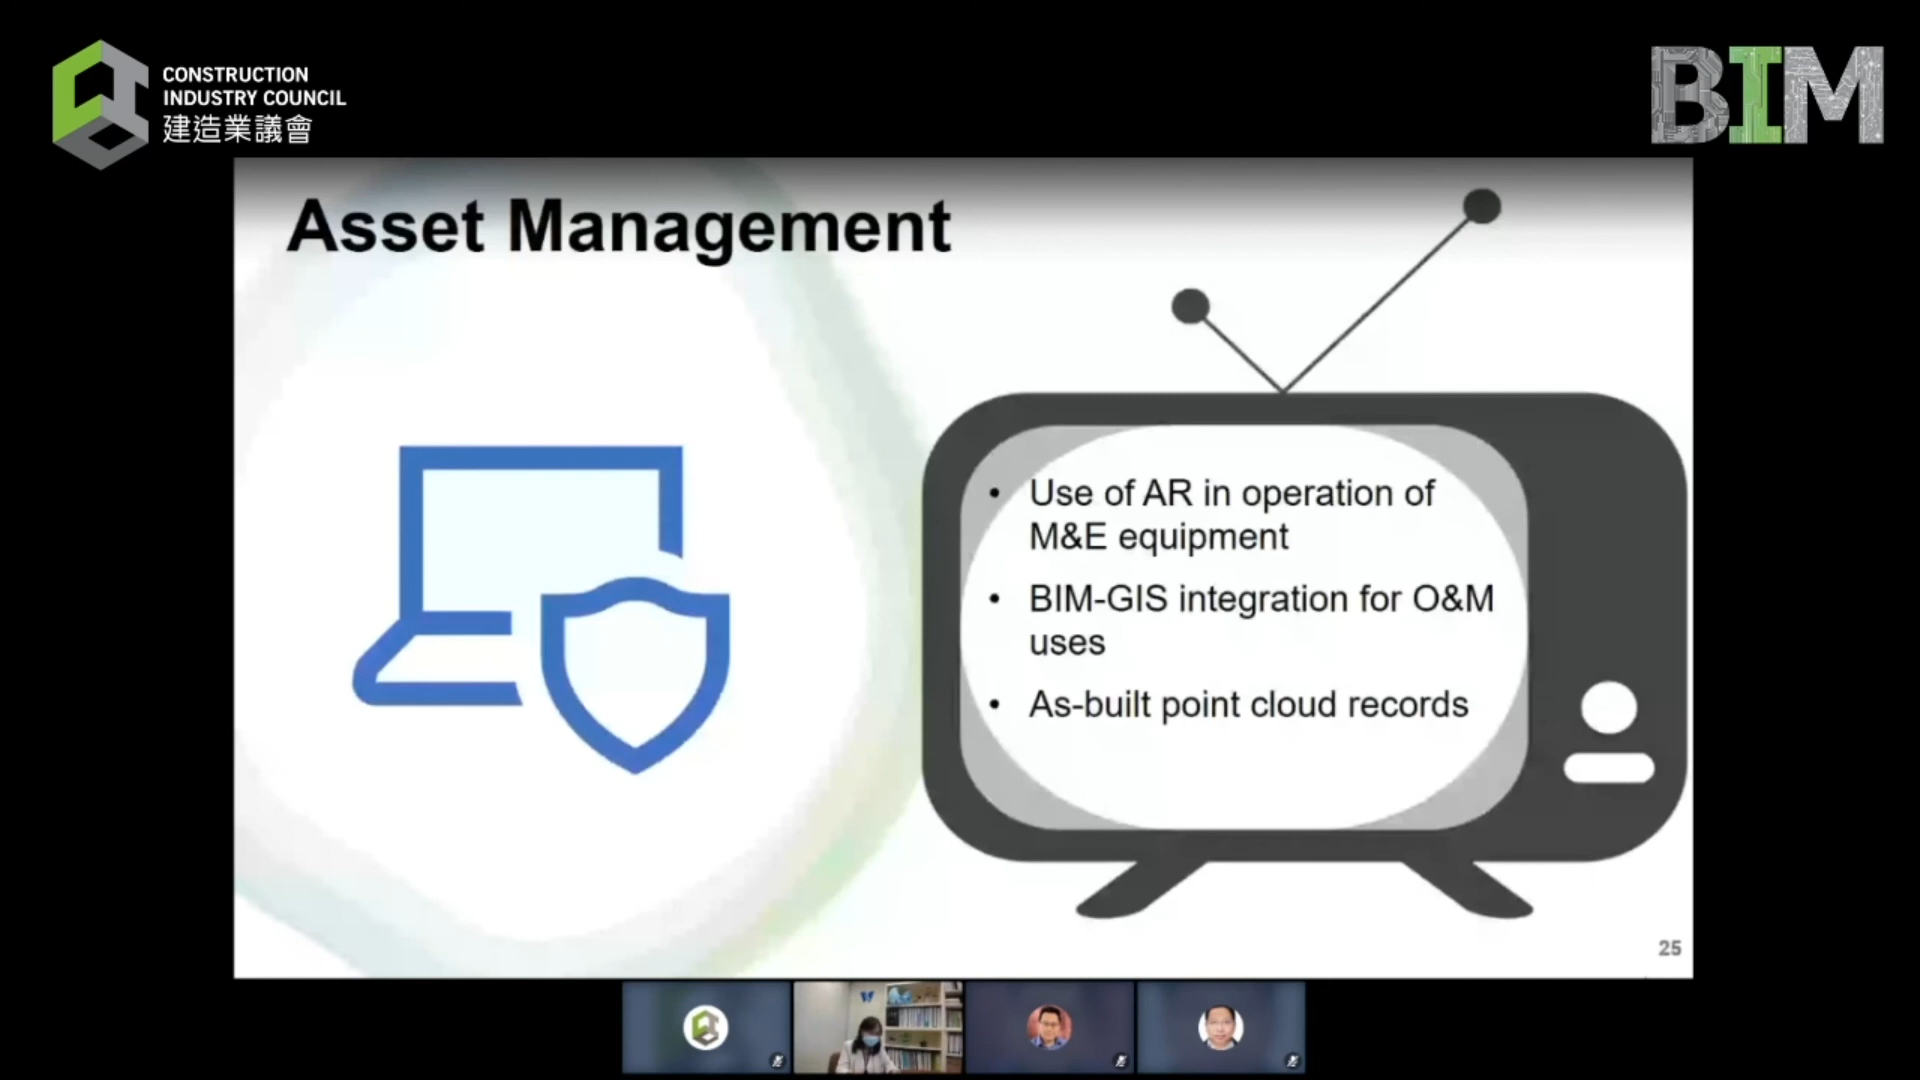 CONSTRUCTION
INDUSTRY COUNCIL
建造業議會
BIM
Asset Management
• Use of AR in operation of
M&E equipment
• BIM-GIS integration for O&M
uses
• As-built point cloud records
25